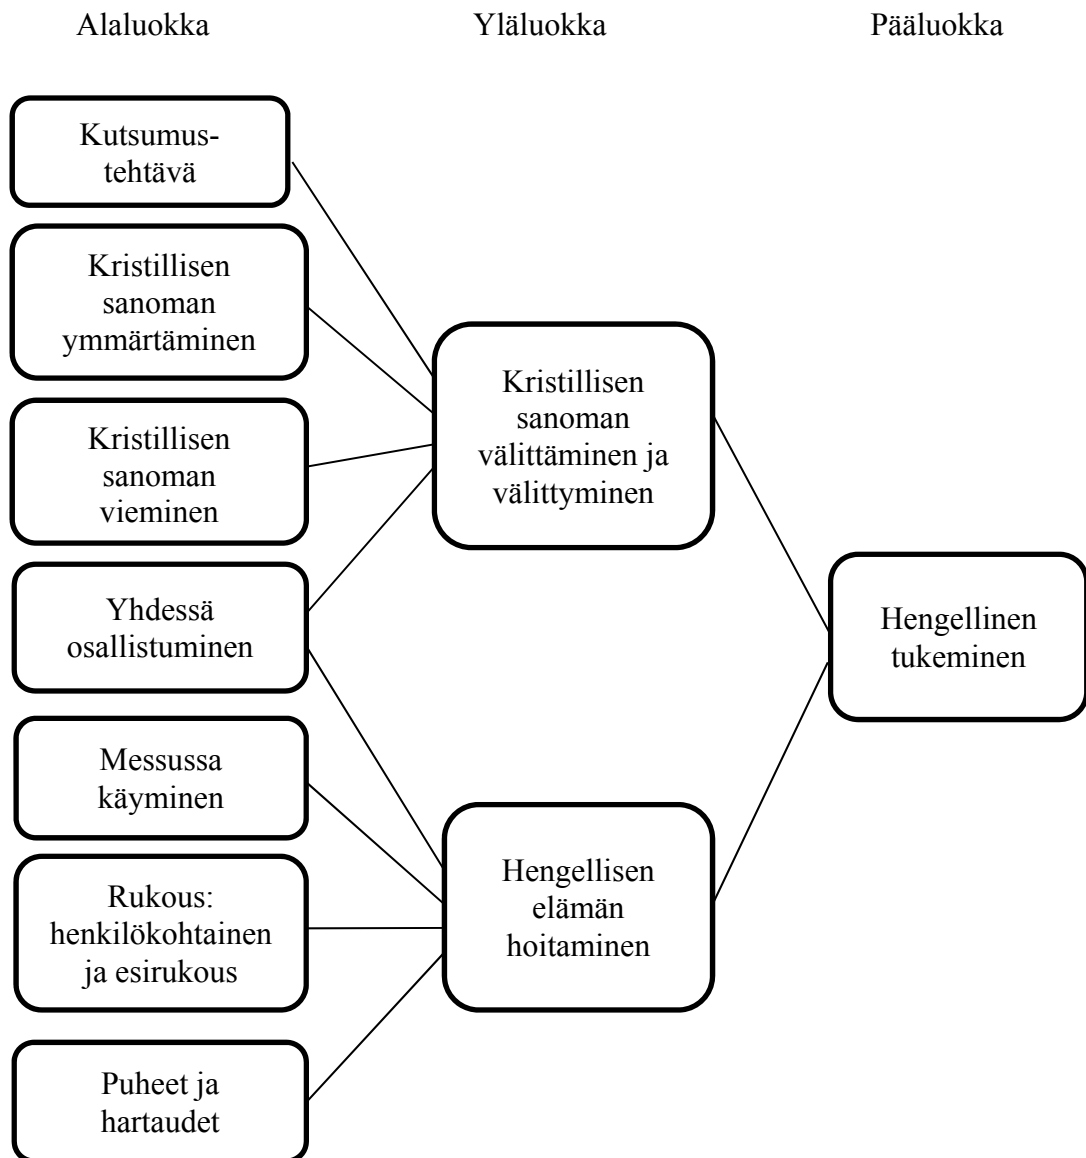 Alaluokka
Yläluokka
Pääluokka
Kutsumus-
tehtävä
Kristillisen
sanoman
ymmärtäminen
Kristillisen
sanoman
vieminen
Yhdessä
osallistuminen
Messussa
käyminen
Rukous:
henkilökohtainen
ja esirukous
Puheet ja
hartaudet
Kristillisen
sanoman
välittäminen ja
välittyminen
Hengellisen
elämän
hoitaminen
Hengellinen
tukeminen